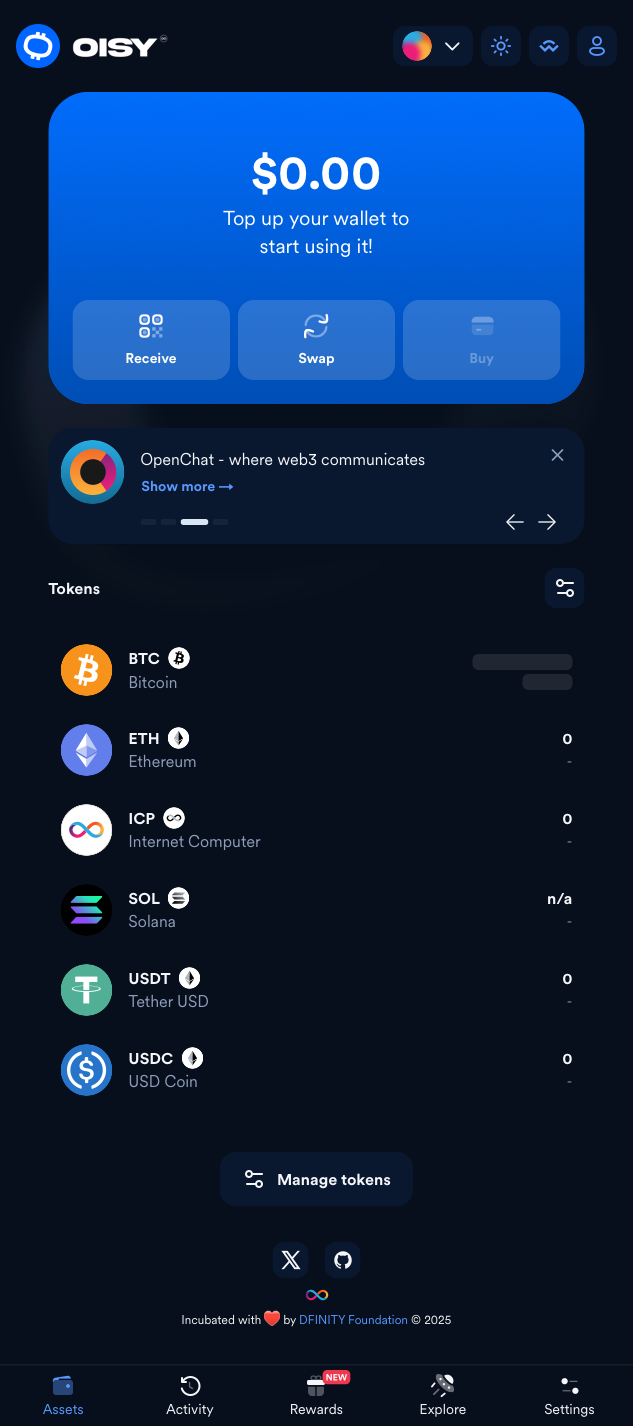 OISY
$0.00
Top up your wallet to
start using it!
Receive
Swap
Buy
OpenChat - where web3 communicates
Show more →
Tokens
BTC
Bitcoin
ETH
0
Ethereum
-
ICP
0
Internet Computer
-
SOL
n/a
Solana
-
USDT
0
Tether USD
-
USDC
0
USD Coin
-
Manage tokens
Incubated with ❤️ by DFINITY Foundation © 2025
NEW
Assets
Activity
Rewards
Explore
Settings